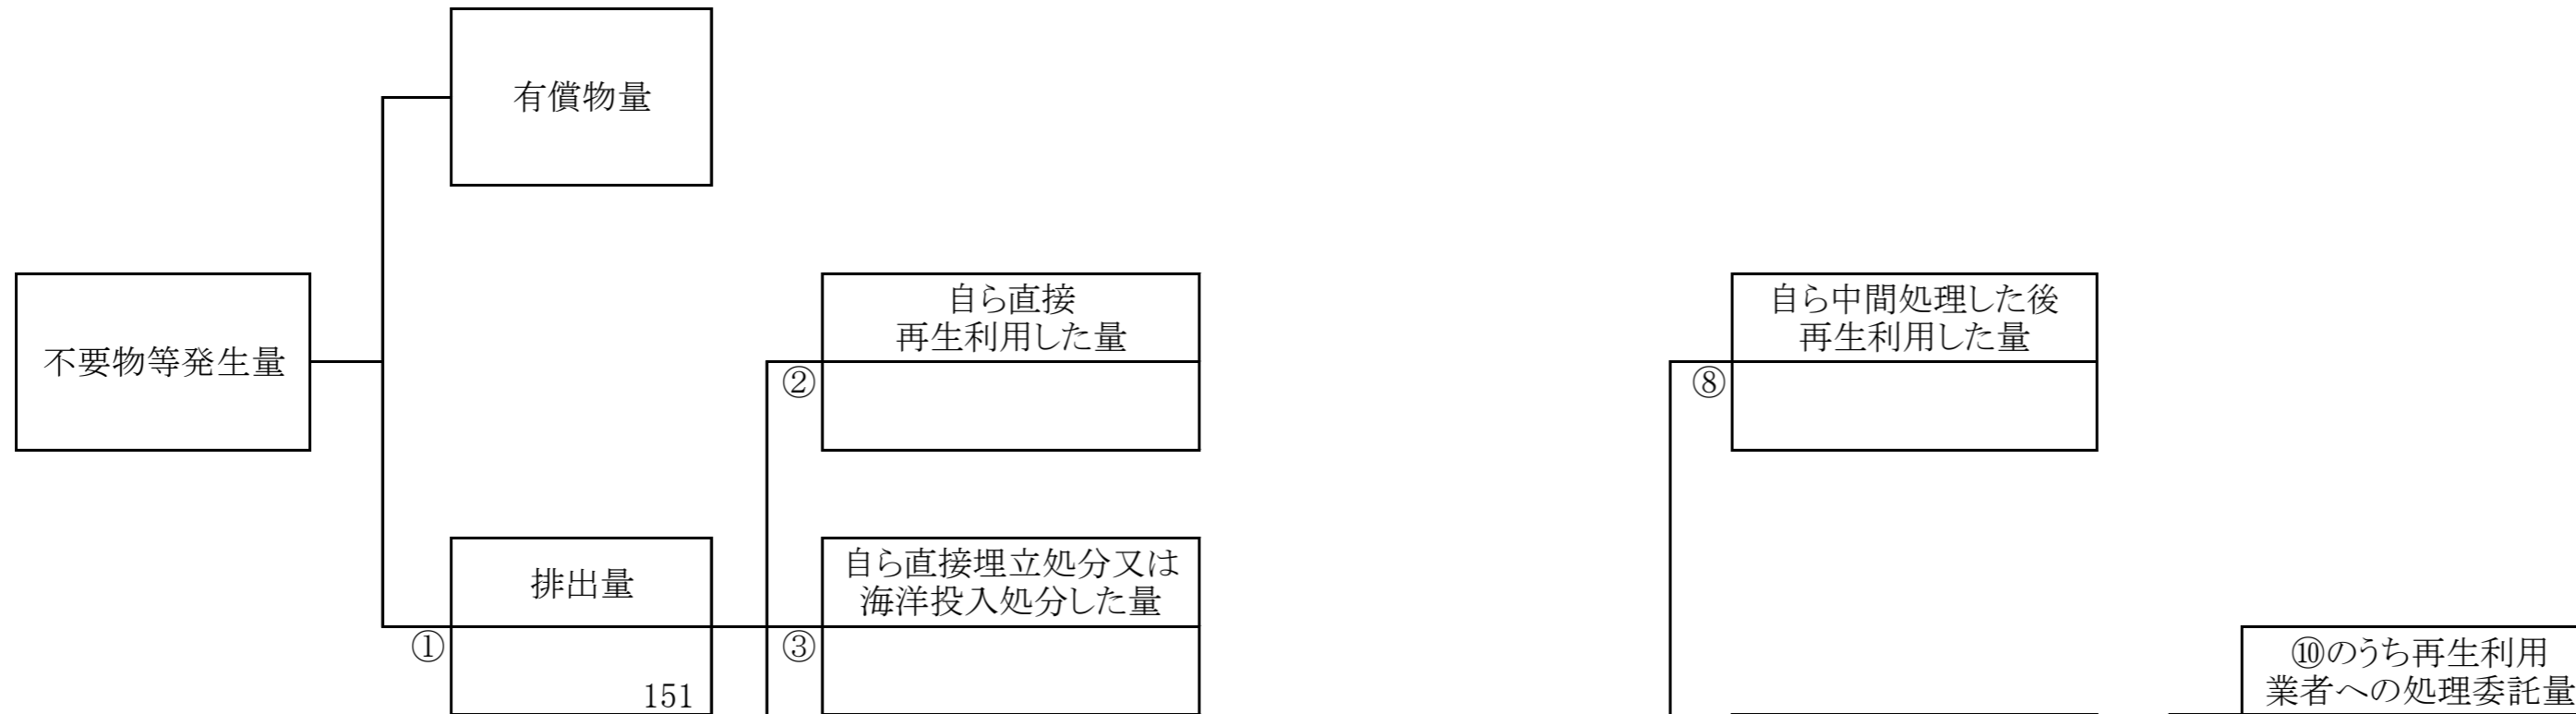 有償物量
不要物等発生量
自ら直接
再生利用した量
②
自ら中間処理した後
再生利用した量
⑧
排出量
①
151
自ら直接埋立処分又は
海洋投入処分した量
③
⑩のうち再生利用
業者への処理委託量